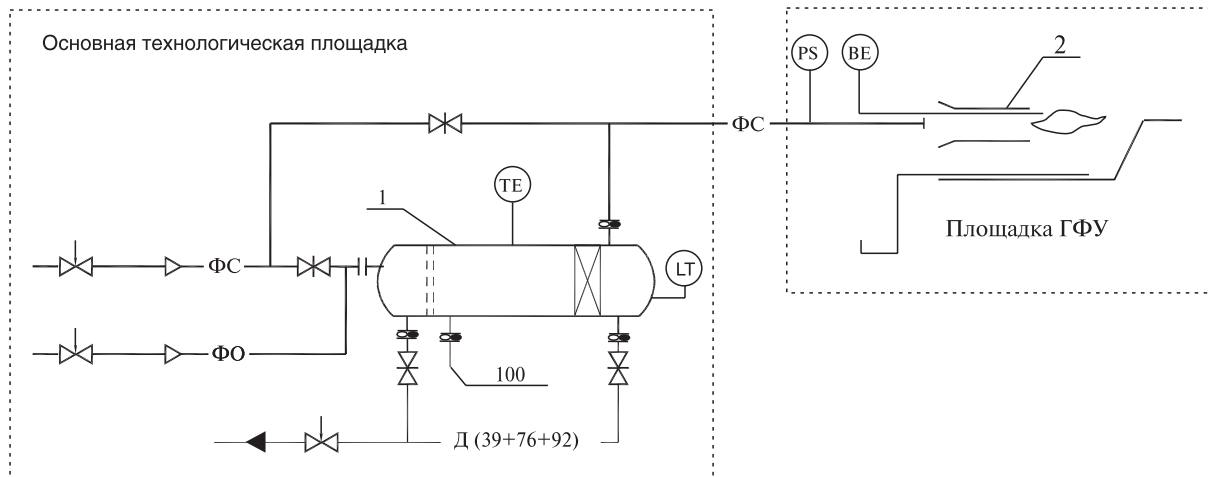 Основная технологическая площадка
PS
BE
2
ФС
TE
1
Площадка ГФУ
ФС
LT
ФО
100
Д (39+76+92)